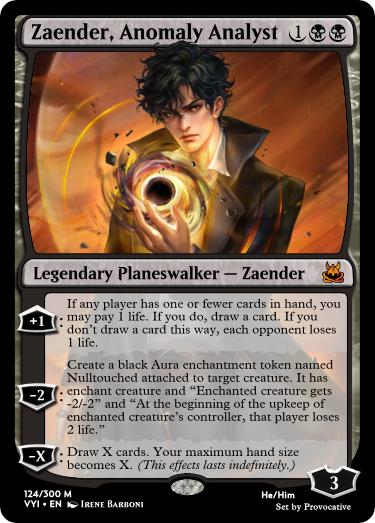 Zaender, Anomaly Analyst 1
Legendary Planeswalker — Zaender
+1: If any player has one or fewer cards in hand, you
may pay 1 life. If you do, draw a card. If you
don't draw a card this way, each opponent loses
1 life.
-2: Create a black Aura enchantment token named
Nulltouched attached to target creature. It has
enchant creature and “Enchanted creature gets
-2/-2” and “At the beginning of the upkeep of
enchanted creature's controller, that player loses
2 life.”
-X: Draw X cards. Your maximum hand size
becomes X. (This effects lasts indefinitely.)
3
124/300 M He/Him
VYI • EN Irene Barboni Set by Provocative